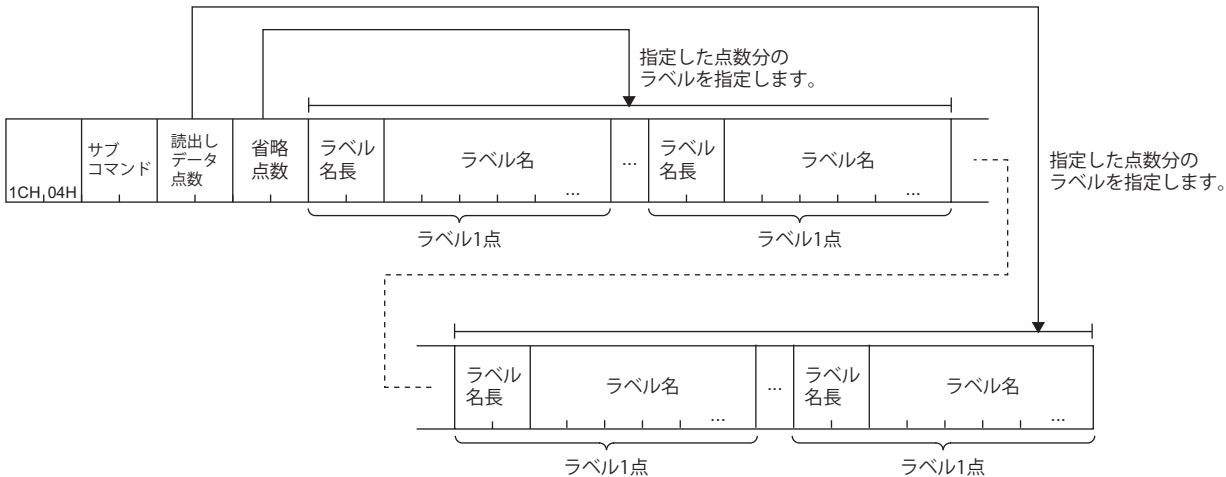 指定した点数分の
ラベルを指定します。
1CH 04H
サブ
コマンド
読出し
データ
点数
省略
点数
ラベル
名長
ラベル名
...
...
ラベル
名長
ラベル名
...
ラベル1点
ラベル1点
指定した点数分の
ラベルを指定します。
ラベル
名長
ラベル名
...
...
ラベル
名長
ラベル名
...
ラベル1点
ラベル1点